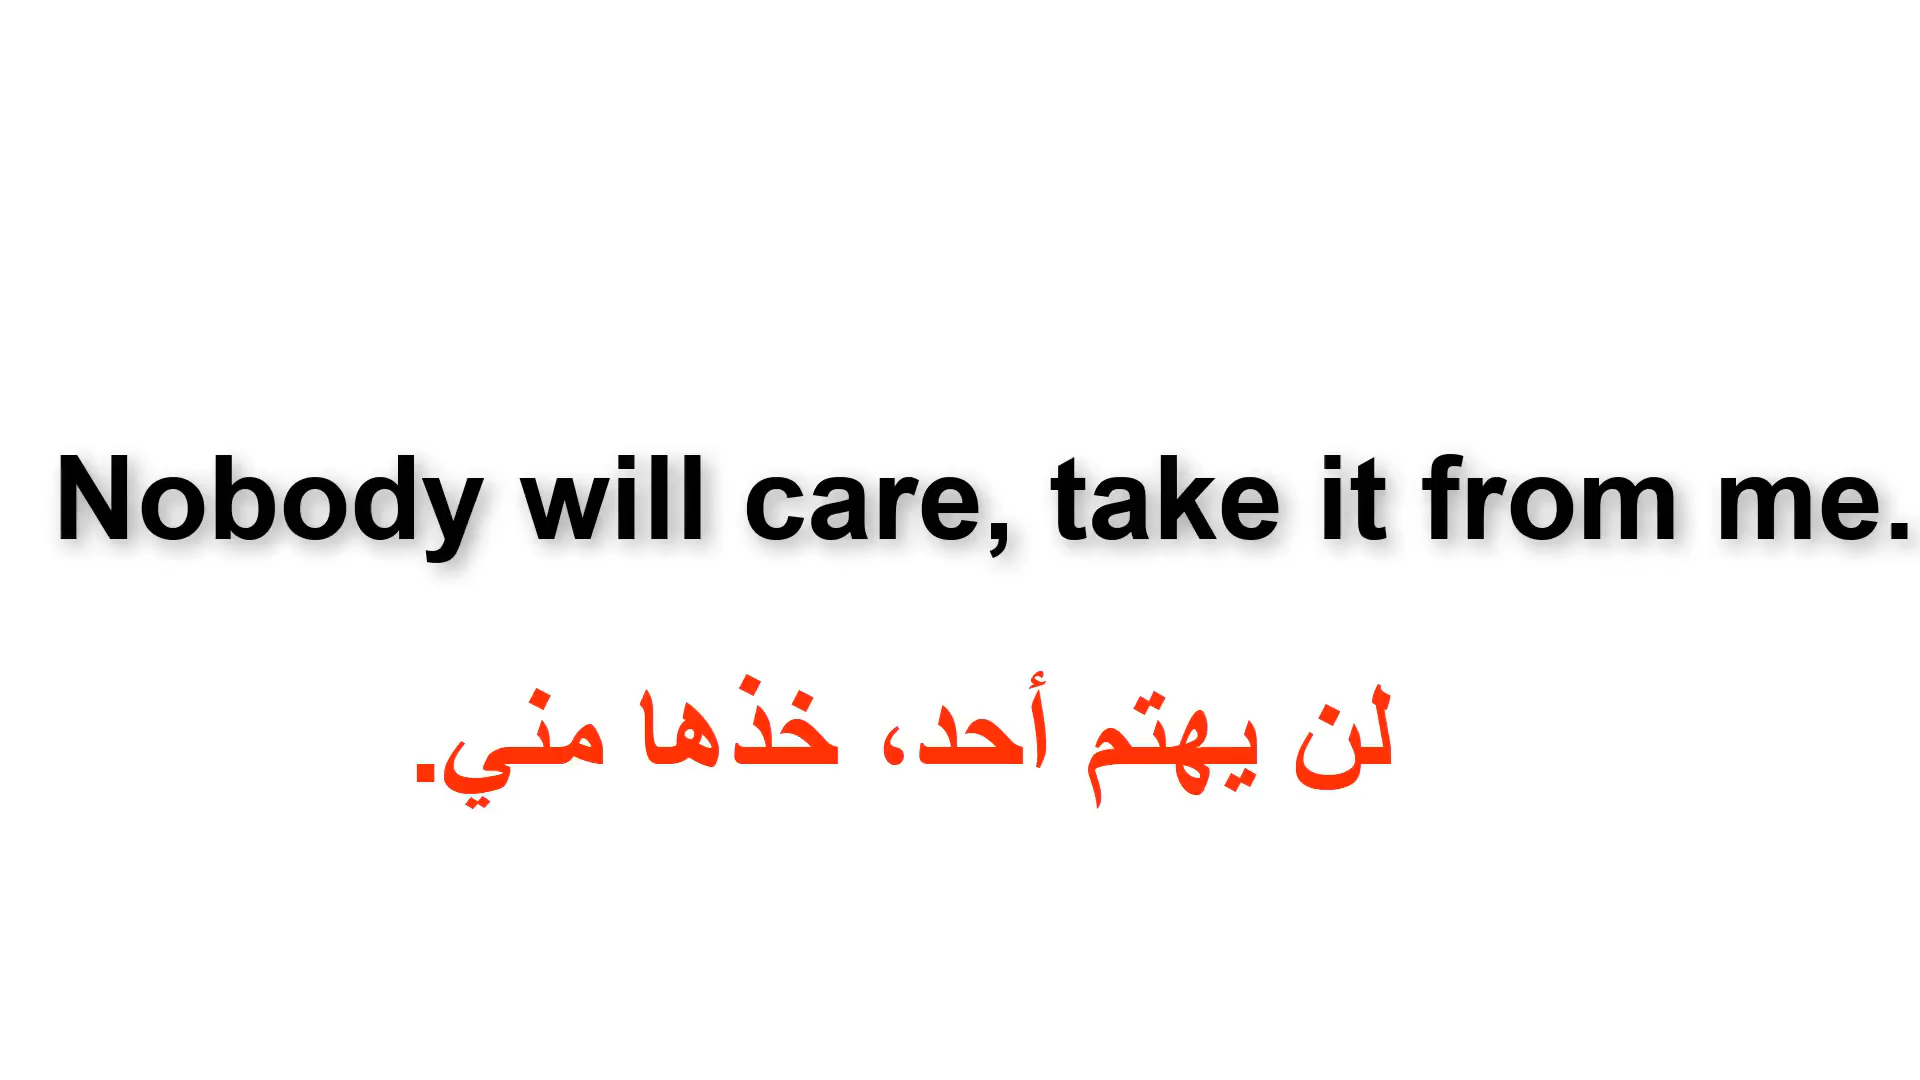 Nobody will care, take it from me.
لن يهتم أحد، خذها مني.